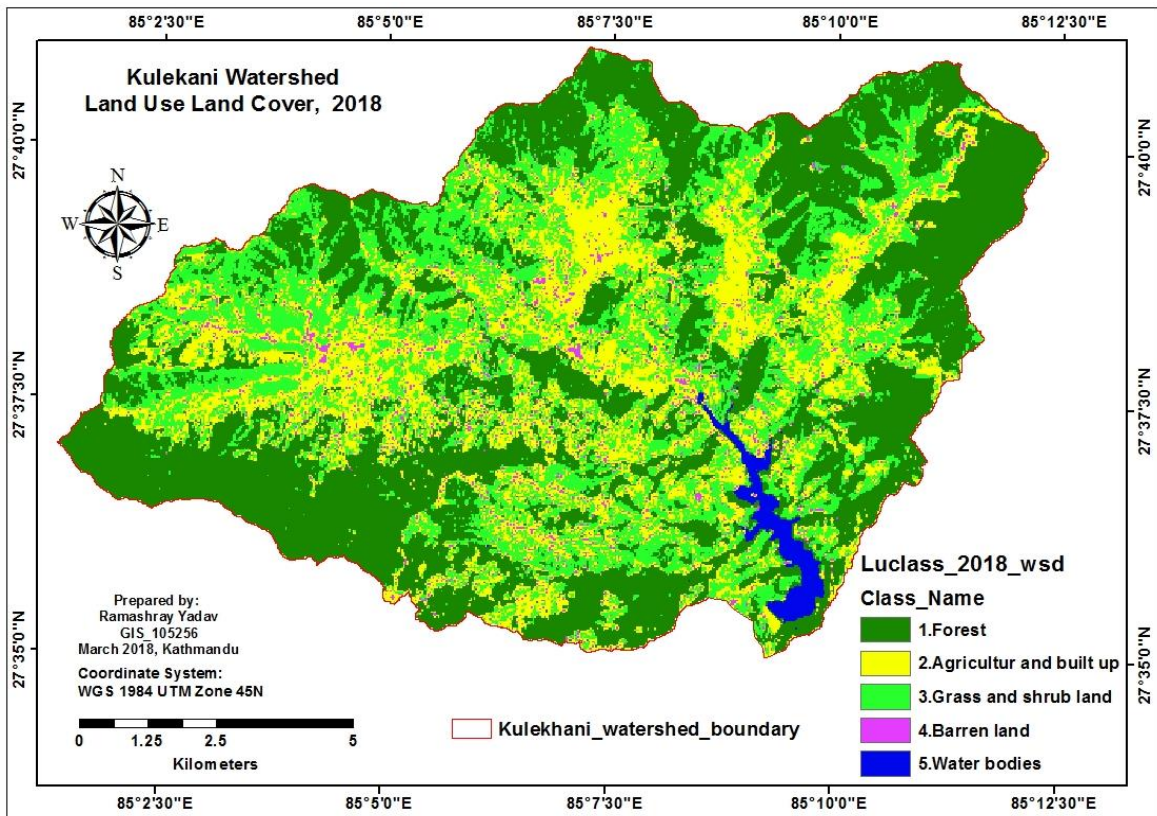 85°2'30"E 85°5'0"E 85°7'30"E 85°10'0"E 85°12'30"E
Kulekani Watershed
Land Use Land Cover, 2018
27°40'0"N
27°40'0"N
N
W E
S
27°37'30"N
27°37'30"N
27°35'0"N
27°35'0"N
Prepared by:
Ramashray Yadav
GIS_105256
March 2018, Kathmandu
Coordinate System:
WGS 1984 UTM Zone 45N
0 1.25 2.5 5
Kilometers
Kulekhani_watershed_boundary
Luclass_2018_wsd
Class_Name
1.Forest
2.Agricultur and built up
3.Grass and shrub land
4.Barren land
5.Water bodies
85°2'30"E 85°5'0"E 85°7'30"E 85°10'0"E 85°12'30"E